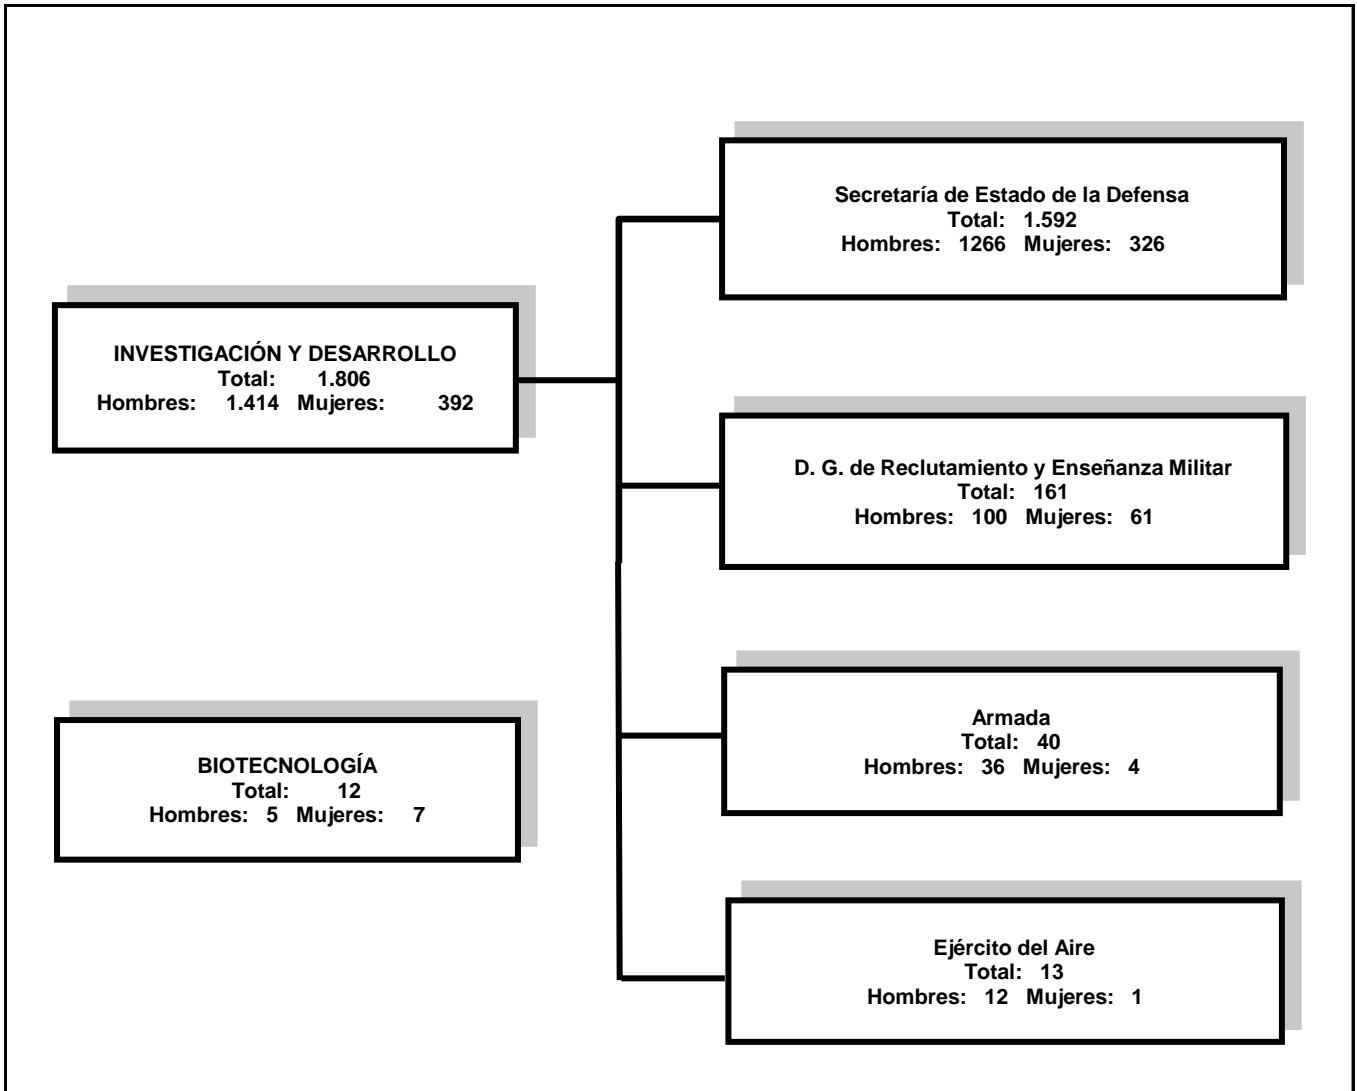 INVESTIGACIÓN Y DESARROLLO
Total: 1.806
Hombres: 1.414 Mujeres: 392
BIOTECNOLOGÍA
Total: 12
Hombres: 5 Mujeres: 7
Secretaría de Estado de la Defensa
Total: 1.592
Hombres: 1266 Mujeres: 326
D. G. de Reclutamiento y Enseñanza Militar
Total: 161
Hombres: 100 Mujeres: 61
Armada
Total: 40
Hombres: 36 Mujeres: 4
Ejército del Aire
Total: 13
Hombres: 12 Mujeres: 1